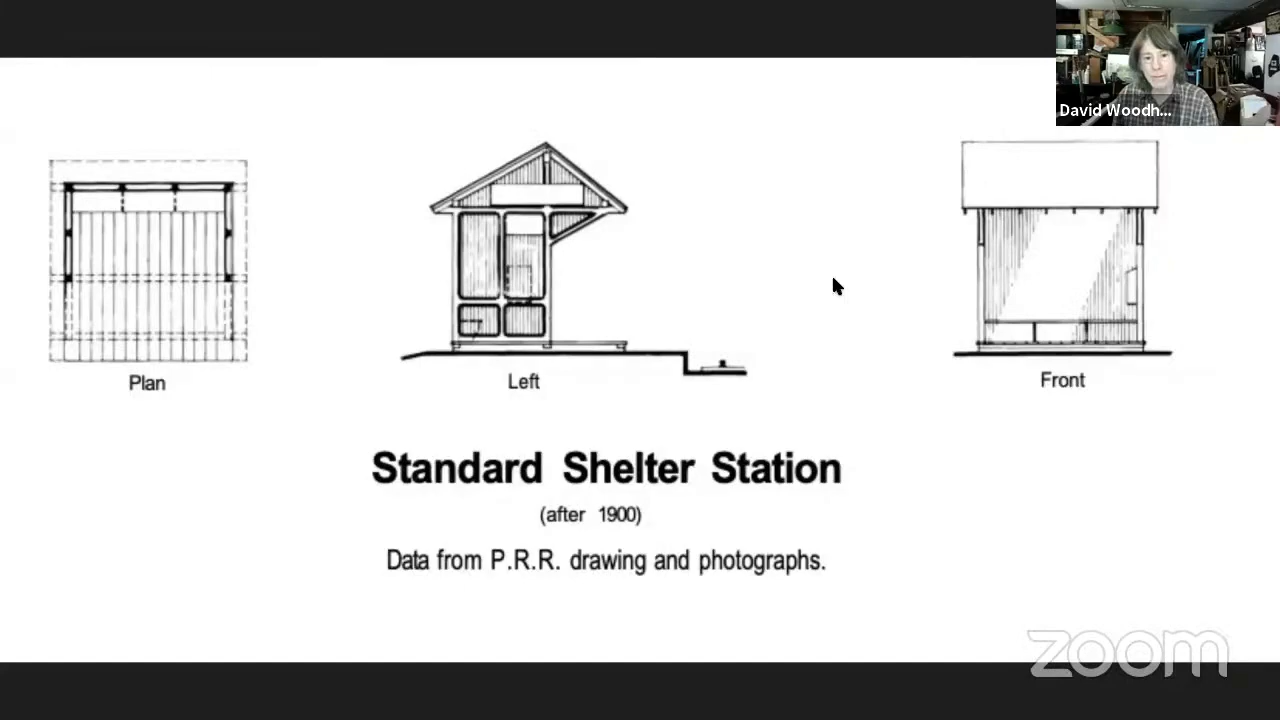 David Woodh...
Plan
Left
Front
Standard Shelter Station
(after 1900)
Data from P.R.R. drawing and photographs.
zoom